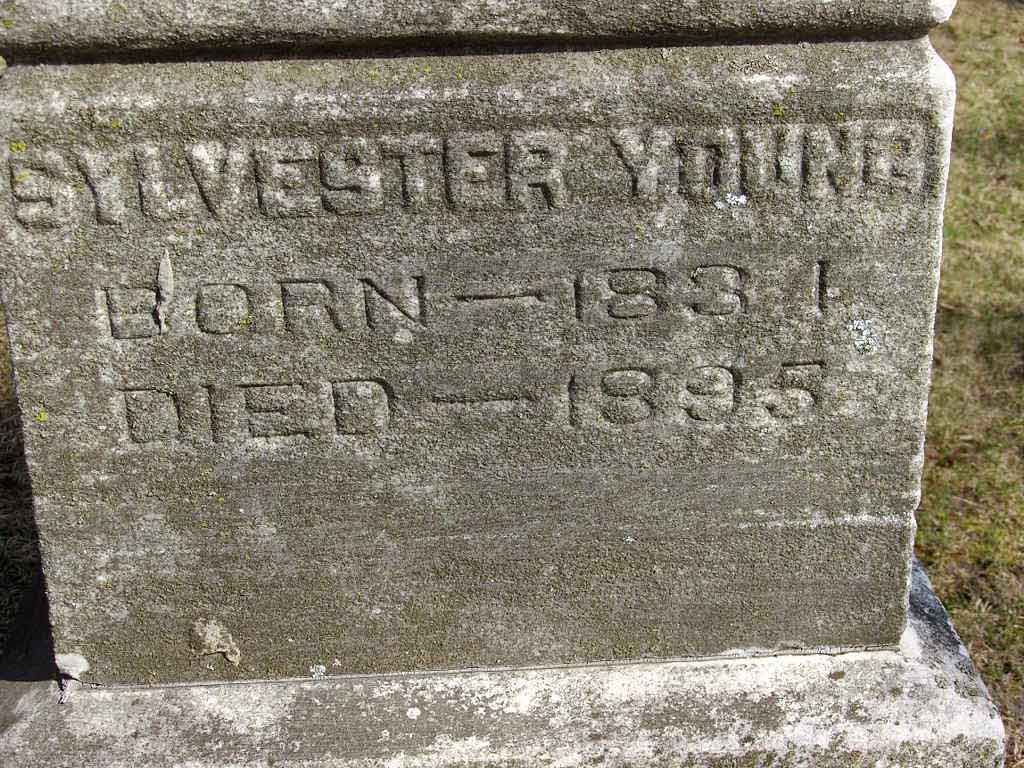 SYLVESTER YOUNG
BORN — 1831
DIED — 1895